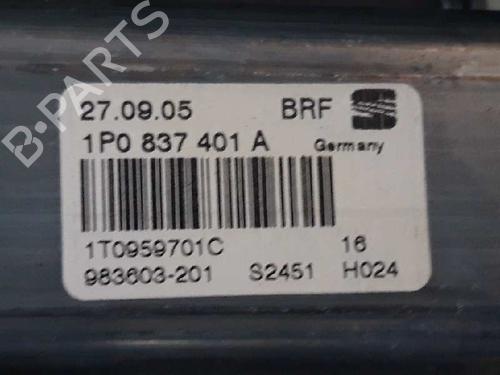 B-PARTS
27.09.05 BRF
1P0 837 401 A Germany
1T0959701C 16
983603-201 S2451 H024